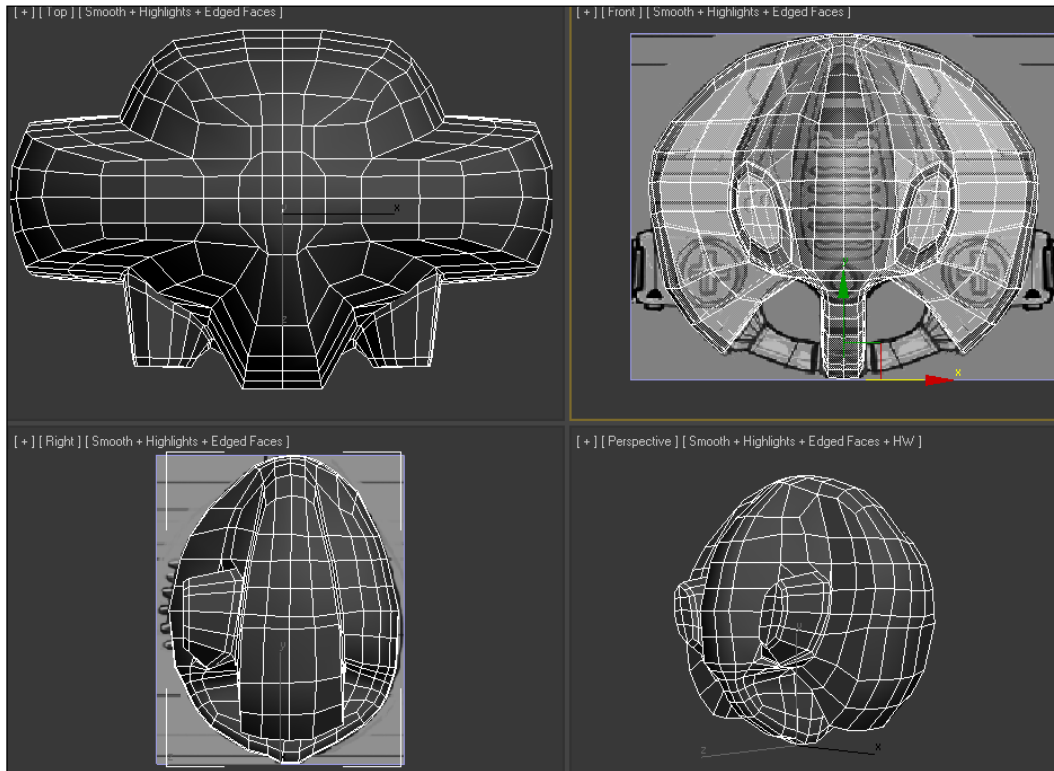 [ + ] [ Top ] [ Smooth + Highlights + Edged Faces ]
[ + ] [ Front ] [ Smooth + Highlights + Edged Faces ]
x
z
x
[ + ] [ Right ] [ Smooth + Highlights + Edged Faces ]
[ + ] [ Perspective ] [ Smooth + Highlights + Edged Faces + HW ]
y
y
z
x